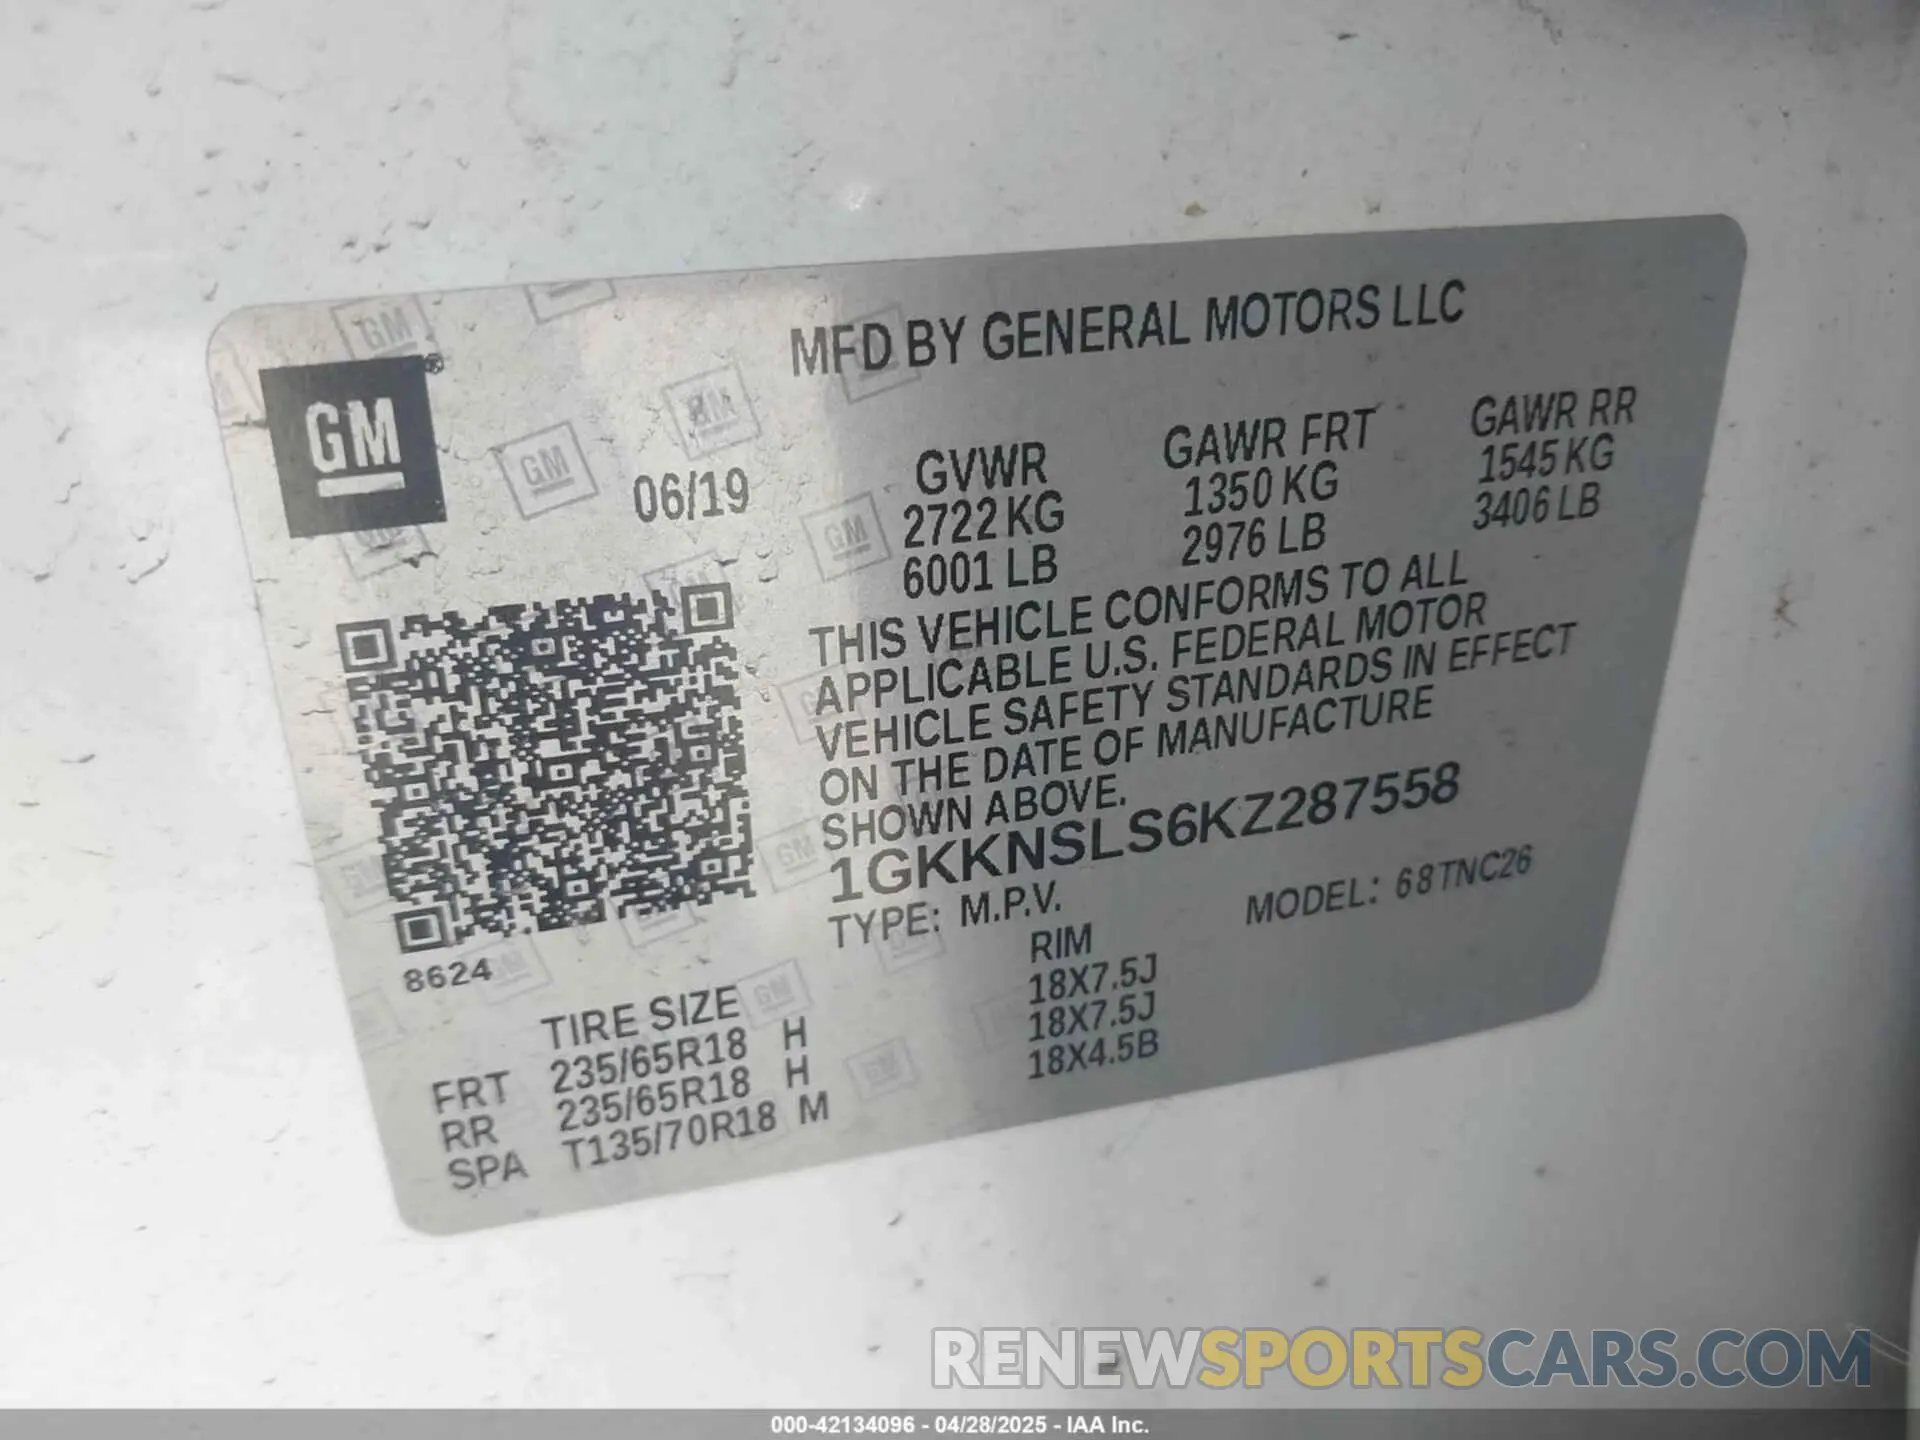 MFD BY GENERAL MOTORS LLC
GM®
06/19
GVWR GAWR FRT GAWR RR
2722 KG 1350 KG 1545 KG
6001 LB 2976 LB 3406 LB
THIS VEHICLE CONFORMS TO ALL
APPLICABLE U.S. FEDERAL MOTOR
VEHICLE SAFETY STANDARDS IN EFFECT
ON THE DATE OF MANUFACTURE
SHOWN ABOVE.
1GKKNSLS6KZ287558
TYPE: M.P.V. MODEL: 68TNC26
8624
TIRE SIZE RIM
FRT 235/65R18 H 18X7.5J
RR 235/65R18 H 18X7.5J
SPA T135/70R18 M 18X4.5B
RENEWSPORTSCARS.COM
000-42134096 - 04/28/2025 - IAA Inc.